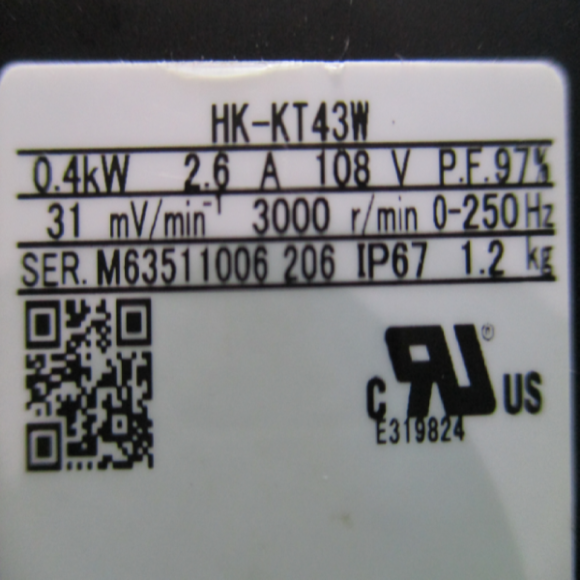 HK-KT43W
0.4kW 2.6 A 108 V P.F.97%
31 mV/min⁻¹ 3000 r/min 0-250Hz
SER. M63511006 206 IP67 1.2 kg
C RU® US
E319824